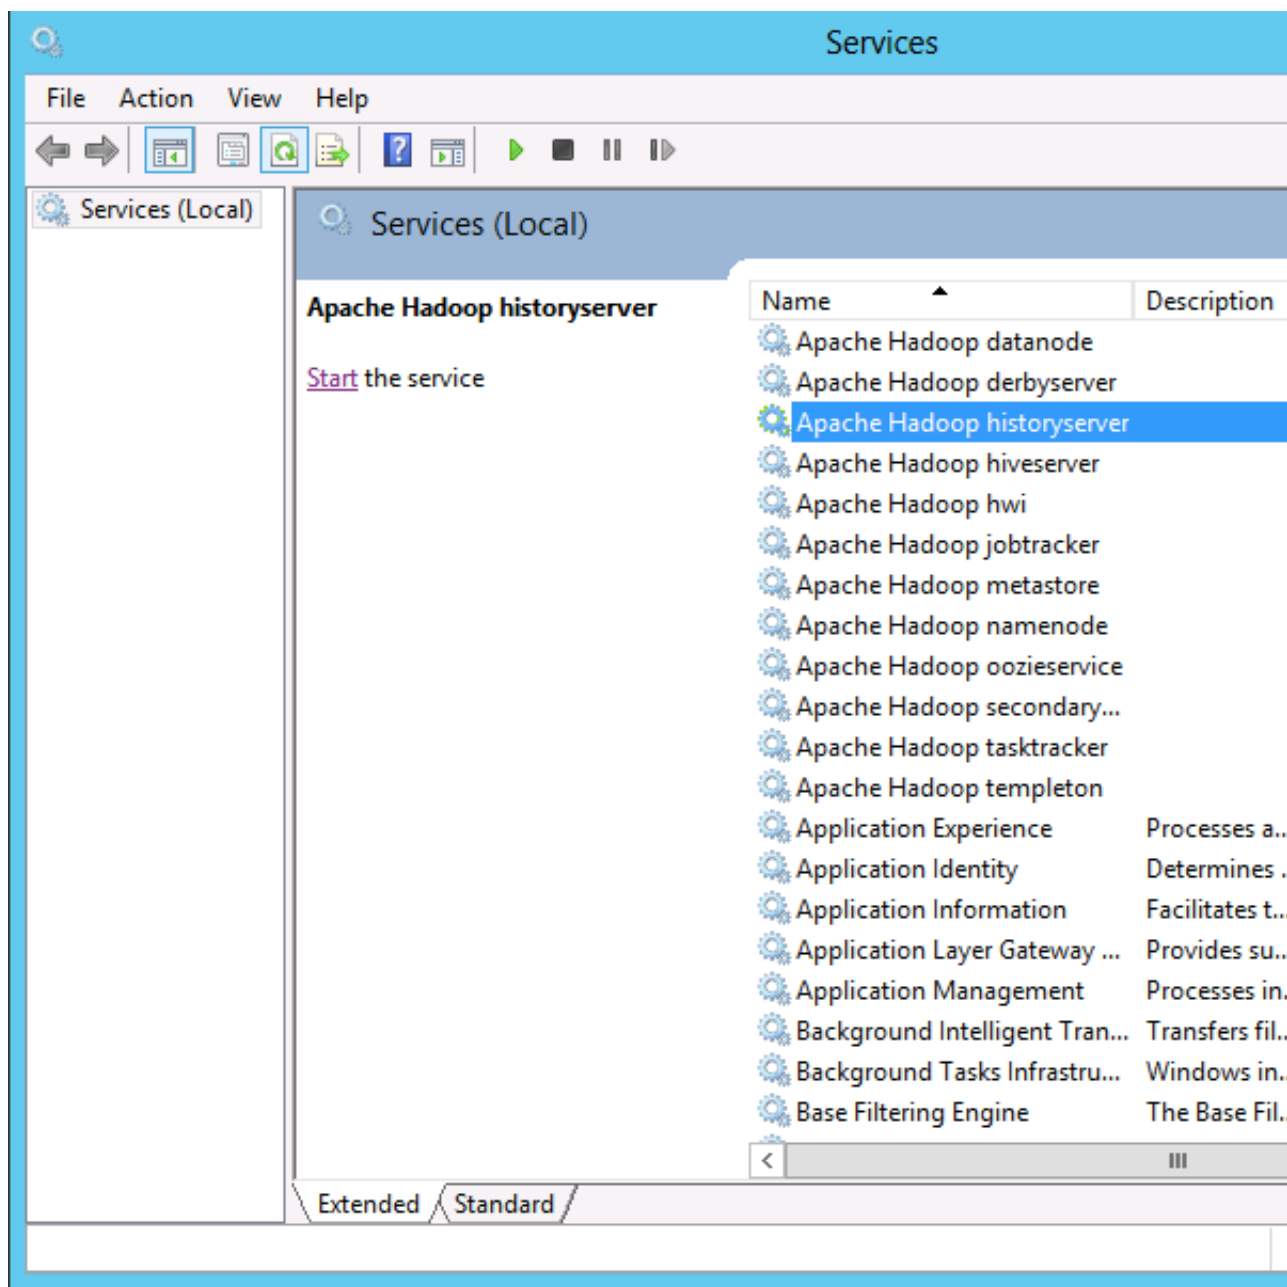 Services
File Action View Help
Services (Local)
Services (Local)
Apache Hadoop historyserver
Start the service
Name Description
Apache Hadoop datanode
Apache Hadoop derbyserver
Apache Hadoop historyserver
Apache Hadoop hiveserver
Apache Hadoop hwi
Apache Hadoop jobtracker
Apache Hadoop metastore
Apache Hadoop namenode
Apache Hadoop oozieservice
Apache Hadoop secondary...
Apache Hadoop tasktracker
Apache Hadoop templeton
Application Experience Processes a...
Application Identity Determines ...
Application Information Facilitates t...
Application Layer Gateway ... Provides su...
Application Management Processes in...
Background Intelligent Tran... Transfers fil...
Background Tasks Infrastru... Windows in...
Base Filtering Engine The Base Fil...
Extended Standard